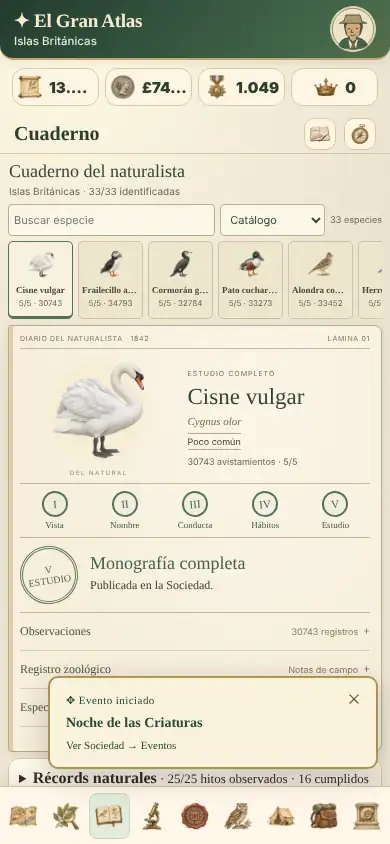 ✦ El Gran Atlas
Islas Británicas
13.... £74... 1.049 0
Cuaderno
Cuaderno del naturalista
Islas Británicas · 33/33 identificadas
Buscar especie Catálogo 33 especies
Cisne vulgar Frailecillo a... Cormorán g... Pato cuchar... Alondra co... Herre
5/5 · 30743 5/5 · 34793 5/5 · 32784 5/5 · 33273 5/5 · 33452 5/5
DIARIO DEL NATURALISTA · 1842 LÁMINA 01
ESTUDIO COMPLETO
Cisne vulgar
Cygnus olor
Poco común
30743 avistamientos · 5/5
DEL NATURAL
I II III IV V
Vista Nombre Conducta Hábitos Estudio
V
ESTUDIO
Monografía completa
Publicada en la Sociedad.
Observaciones 30743 registros +
Registro zoológico Notas de campo +
Espec
✥ Evento iniciado ×
Noche de las Criaturas
Ver Sociedad → Eventos
▶ Récords naturales · 25/25 hitos observados · 16 cumplidos